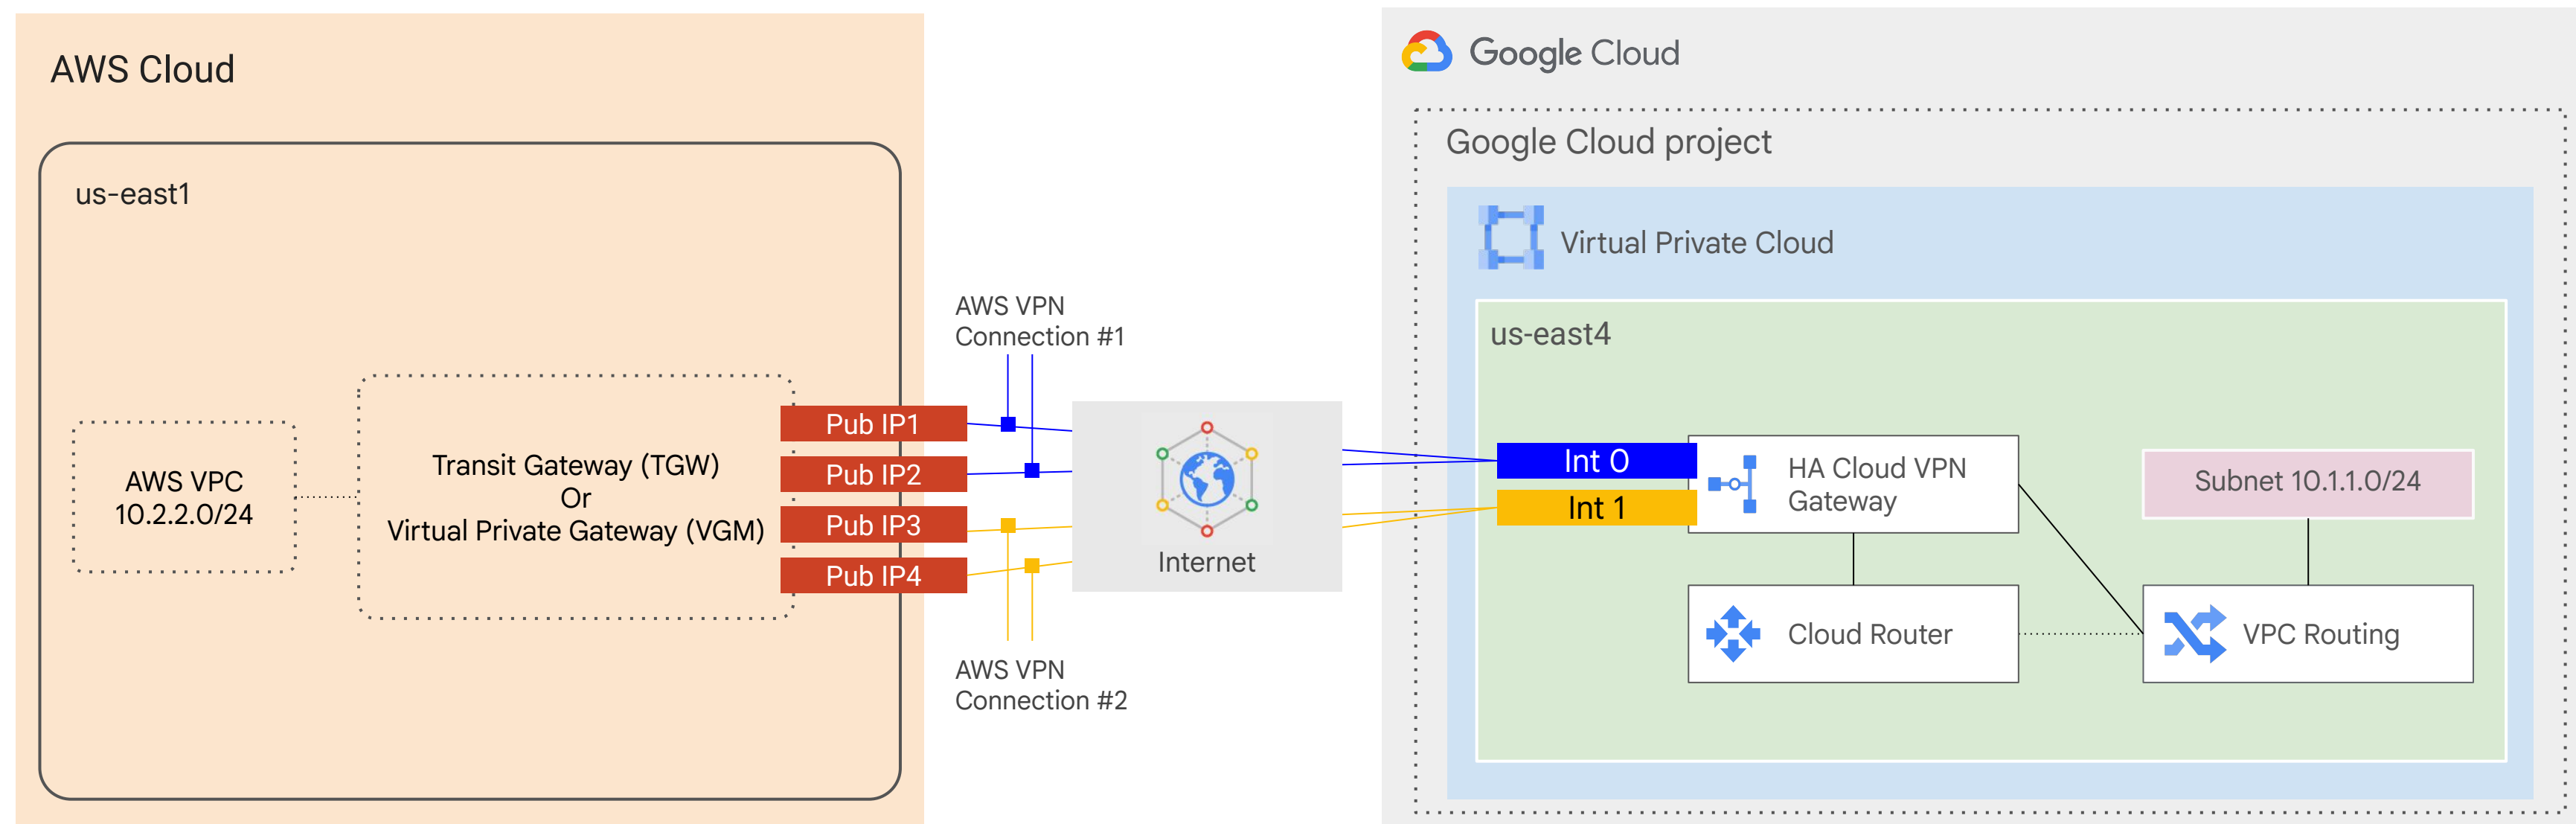 AWS Cloud
us-east1
AWS VPC
10.2.2.0/24
Transit Gateway (TGW)
Or
Virtual Private Gateway (VGM)
Pub IP1
Pub IP2
Pub IP3
Pub IP4
AWS VPN
Connection #1
AWS VPN
Connection #2
Internet
Google Cloud
Google Cloud project
Virtual Private Cloud
us-east4
Int 0
Int 1
HA Cloud VPN
Gateway
Subnet 10.1.1.0/24
Cloud Router
VPC Routing